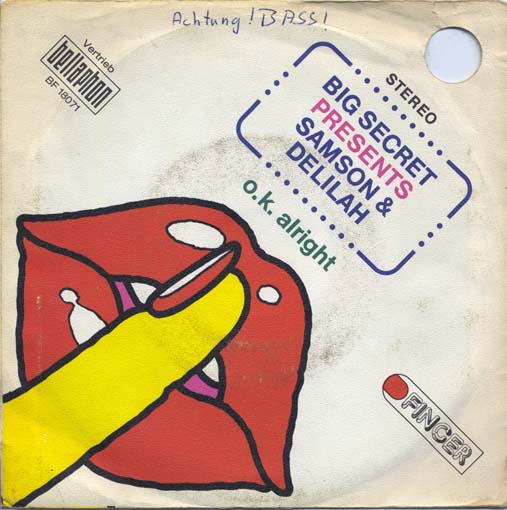 Achtung! BASS!
Vertrieb
bellaphon
BF 18071
STEREO
BIG SECRET
PRESENTS
SAMSON &
DELILAH
o.k. alright
FINGER